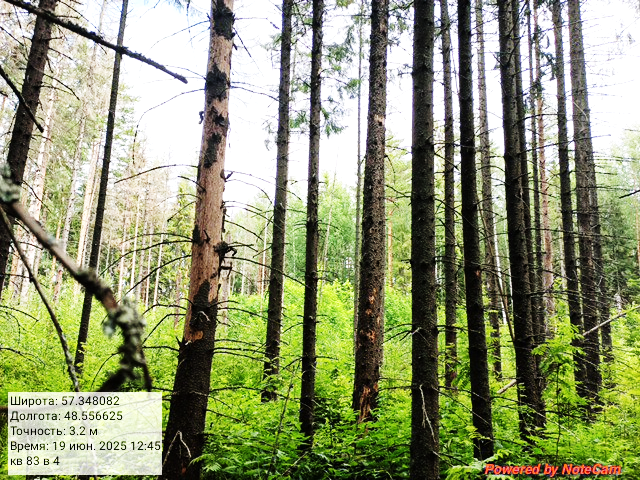 Широта: 57.348082
Долгота: 48.556625
Точность: 3.2 м
Время: 19 июн. 2025 12:45
кв 83 в 4
Powered by NoteCam